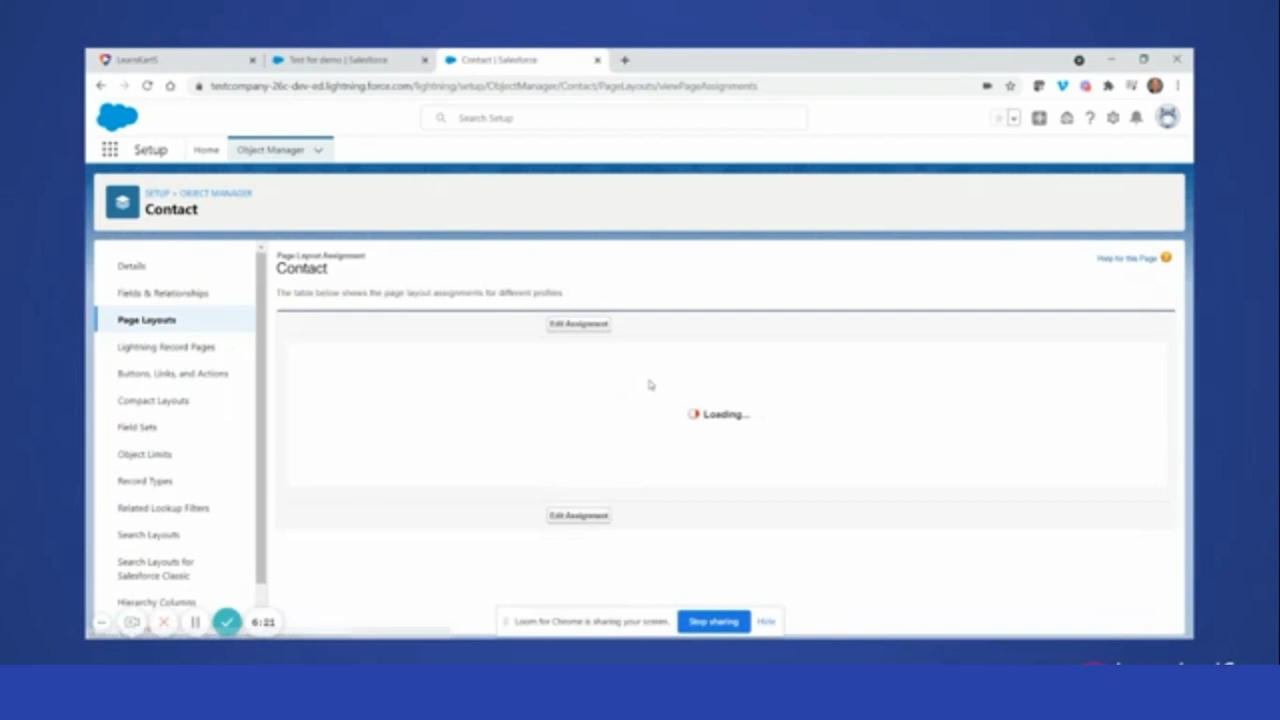 LearnKartS
Test for demo | Salesforce
Contact | Salesforce
testcompany-26c-dev-ed.lightning.force.com/lightning/setup/ObjectManager/Contact/PageLayouts/viewPageAssignments
Search Setup
Setup
Home
Object Manager
SETUP > OBJECT MANAGER
Contact
Details
Fields & Relationships
Page Layouts
Lightning Record Pages
Buttons, Links, and Actions
Compact Layouts
Field Sets
Object Limits
Record Types
Related Lookup Filters
Search Layouts
Search Layouts for
Salesforce Classic
Hierarchy Columns
Page Layout Assignment
Contact
Help for this Page
The table below shows the page layout assignments for different profiles.
Edit Assignment
Loading...
Edit Assignment
6:21
Loom for Chrome is sharing your screen.
Stop sharing
Hide